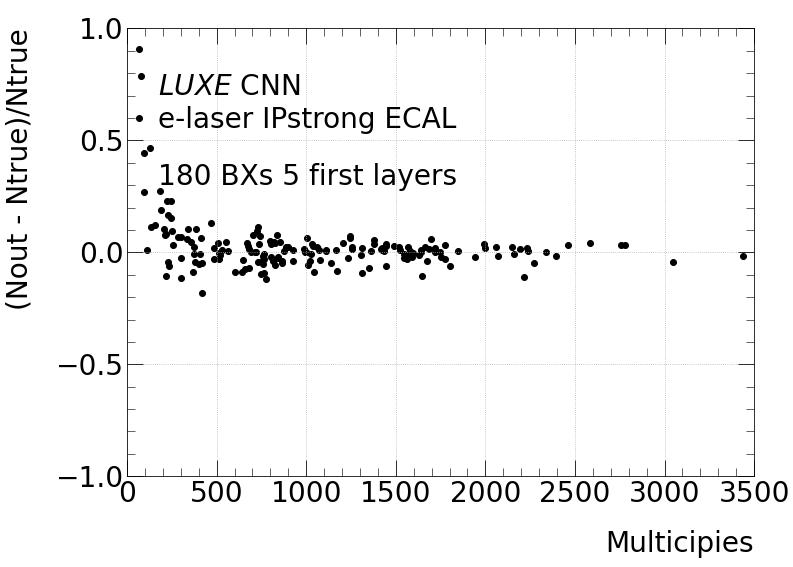 (Nout - Ntrue)/Ntrue
1.0
0.5
0.0
−0.5
−1.0
LUXE CNN
e-laser IPstrong ECAL
180 BXs 5 first layers
0 500 1000 1500 2000 2500 3000 3500
Multicipies